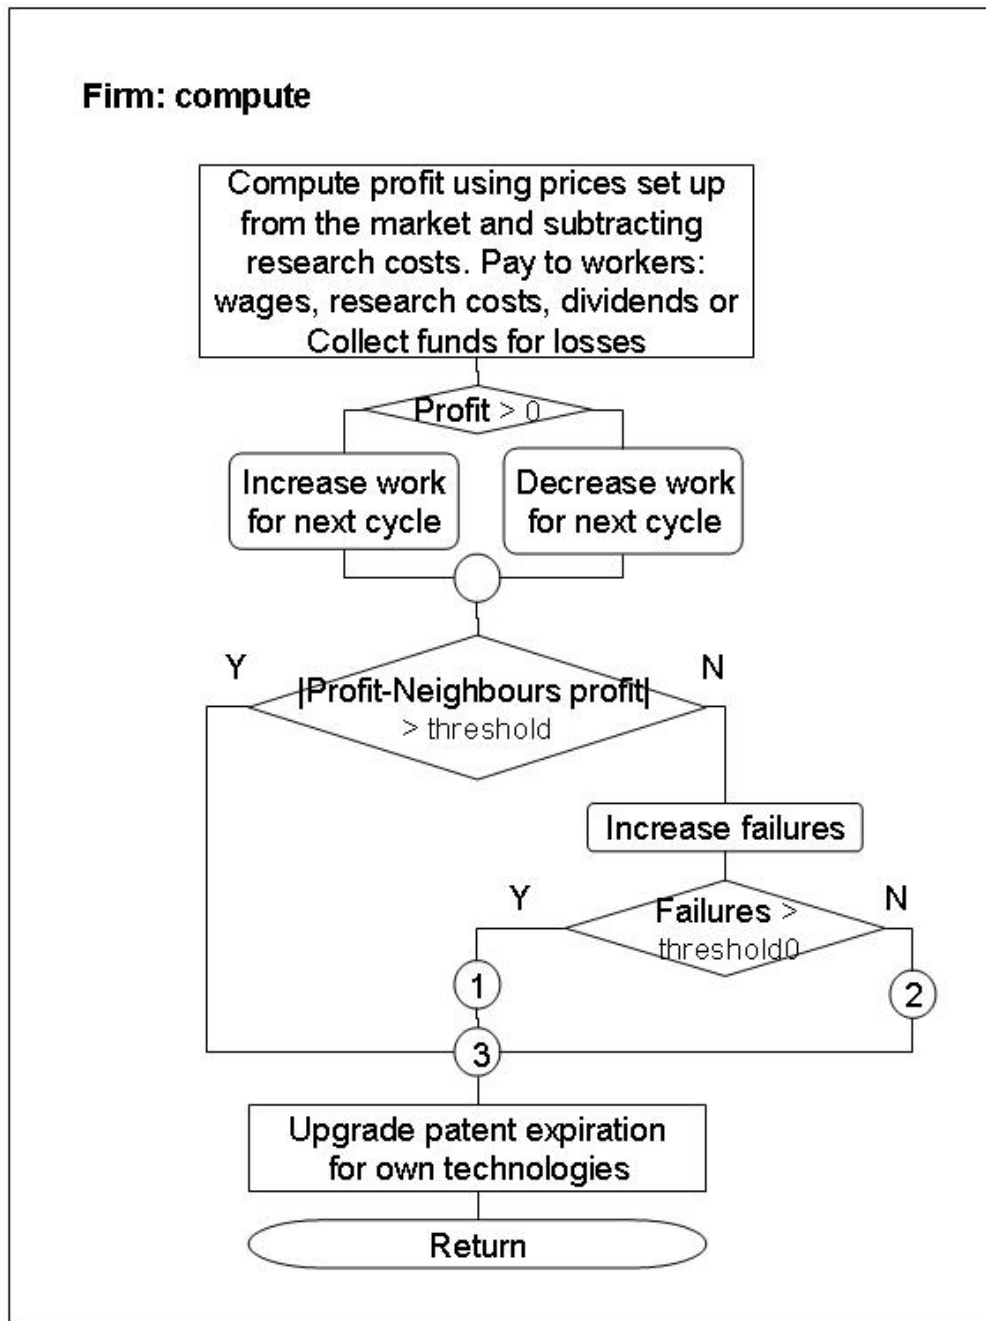 Firm: compute
Compute profit using prices set up
from the market and subtracting
research costs. Pay to workers:
wages, research costs, dividends or
Collect funds for losses
Profit > 0
Increase work
for next cycle
Decrease work
for next cycle
Y
N
|Profit-Neighbours profit|
> threshold
Increase failures
Y
N
Failures >
threshold0
1
2
3
Upgrade patent expiration
for own technologies
Return